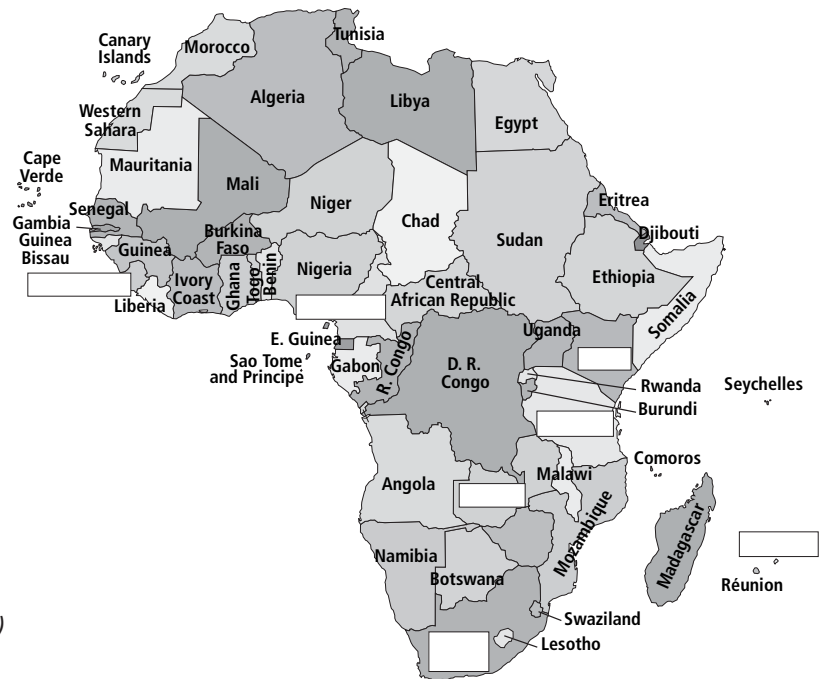 Tunisia
Canary
Islands
Morocco
Algeria
Libya
Egypt
Western
Sahara
Mauritania
Cape
Verde
Mali
Niger
Chad
Sudan
Eritrea
Senegal
Gambia
Guinea
Bissau
Guinea
Burkina
Faso
Djibouti
Nigeria
Benin
Togo
Ghana
Ivory
Coast
Liberia
Central
African Republic
Ethiopia
Somalia
E. Guinea
Sao Tome
and Principé
Gabon
R. Congo
D. R.
Congo
Uganda
Rwanda
Burundi
Seychelles
Comoros
Angola
Malawi
Mozambique
Madagascar
Namibia
Botswana
Réunion
Swaziland
Lesotho
)